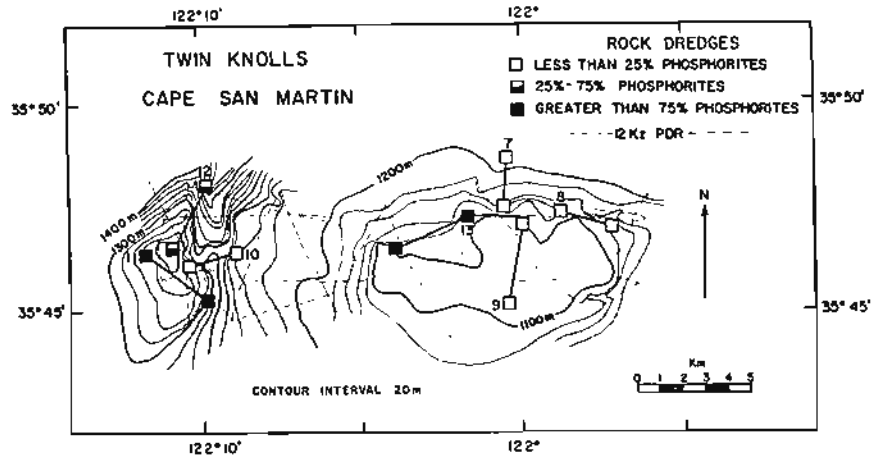 122°10' 122°
TWIN KNOLLS
CAPE SAN MARTIN
ROCK DREDGES
LESS THAN 25% PHOSPHORITES
25%-75% PHOSPHORITES
GREATER THAN 75% PHOSPHORITES
12 Kz PDR
35°50' 35°50'
7
12
1200m
8
N
1400m
1300m
13
11
10
9
1100m
35°45' 35°45'
Km
0 1 2 3 4 5
CONTOUR INTERVAL 20m
122°10' 122°